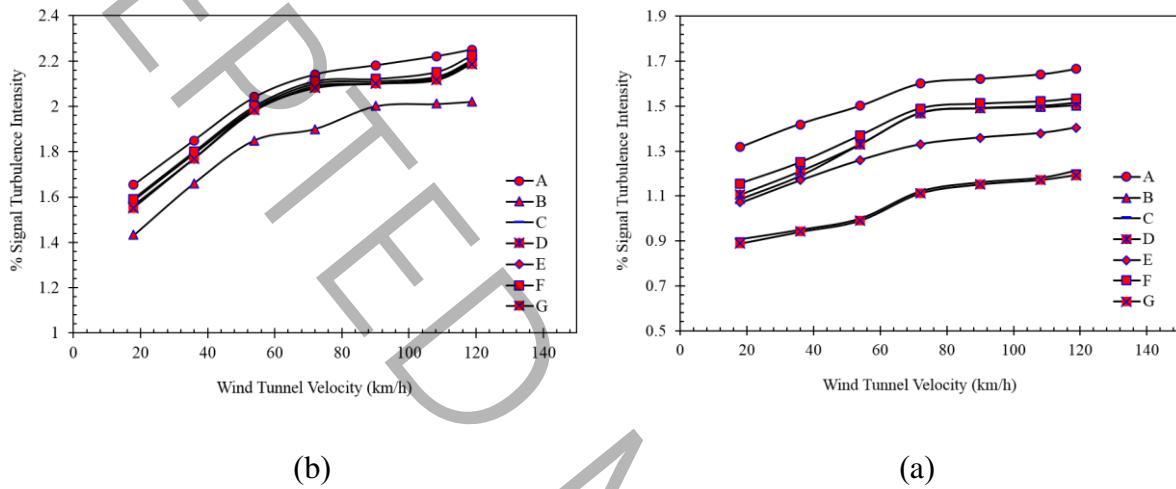 2.4
2.2
2
1.8
1.6
1.4
1.2
1
0 20 40 60 80 100 120 140
% Signal Turbulence Intensity
Wind Tunnel Velocity (km/h)
A
B
C
D
E
F
G
(b)
1.9
1.7
1.5
1.3
1.1
0.9
0.7
0.5
0 20 40 60 80 100 120 140
% Signal Turbulence Intensity
Wind Tunnel Velocity (km/h)
A
B
C
D
E
F
G
(a)
EPTED M